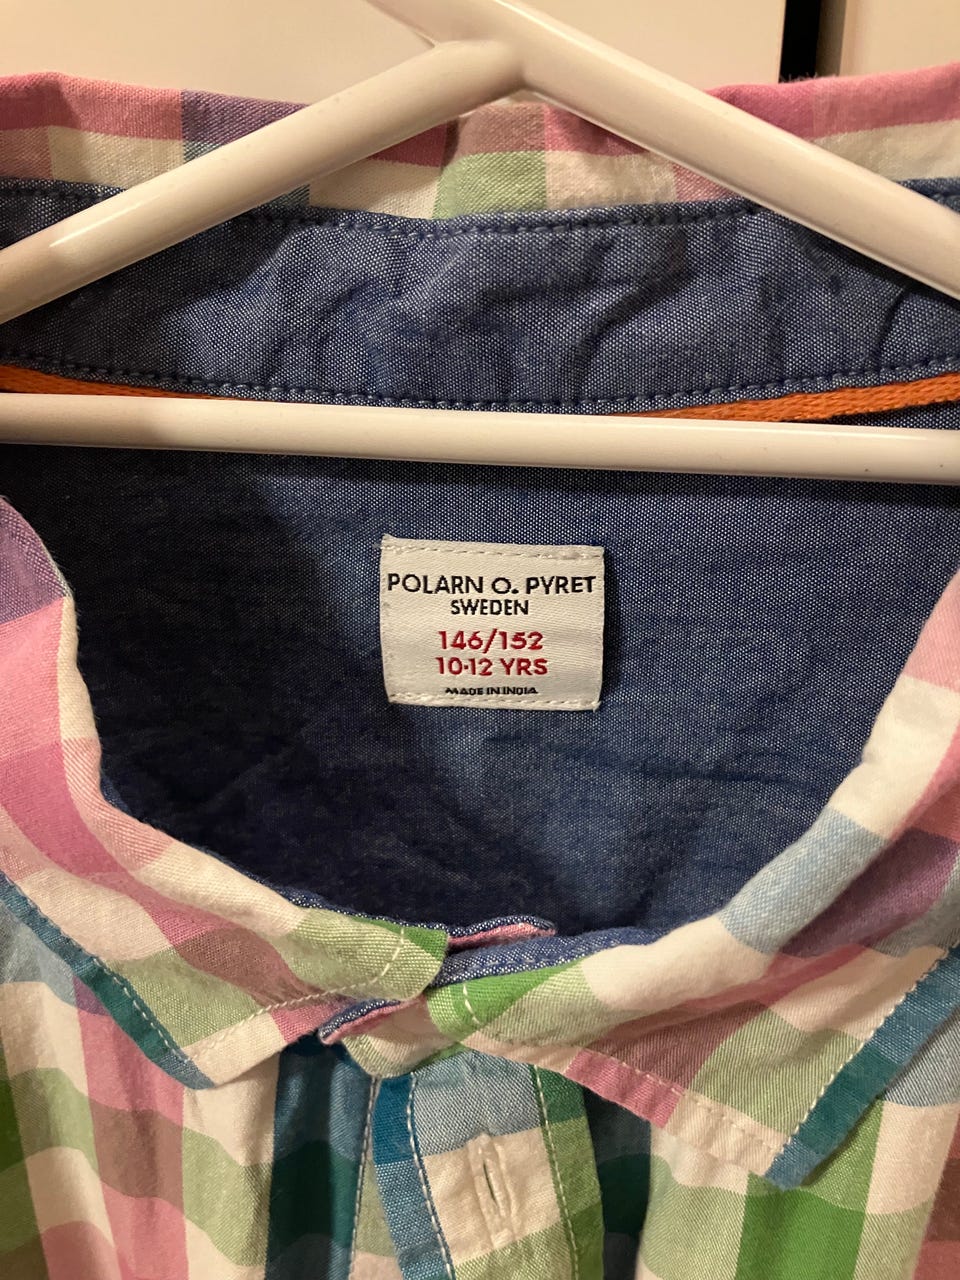 POLARN O. PYRET
SWEDEN
146/152
10-12 YRS
MADE IN INDIA